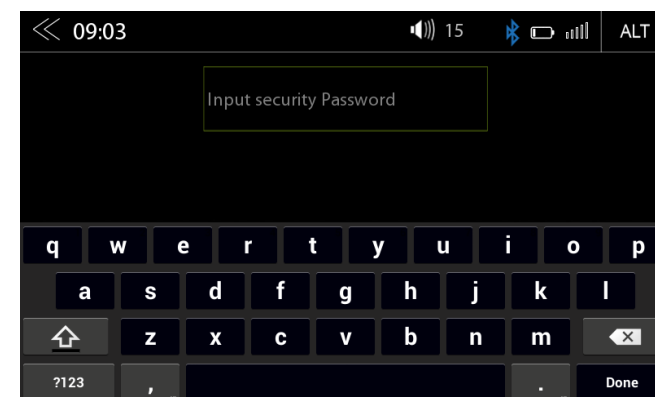 09:03 15 ALT
Input security Password
q w e r t y u i o p
a s d f g h j k l
z x c v b n m
?123 , . Done